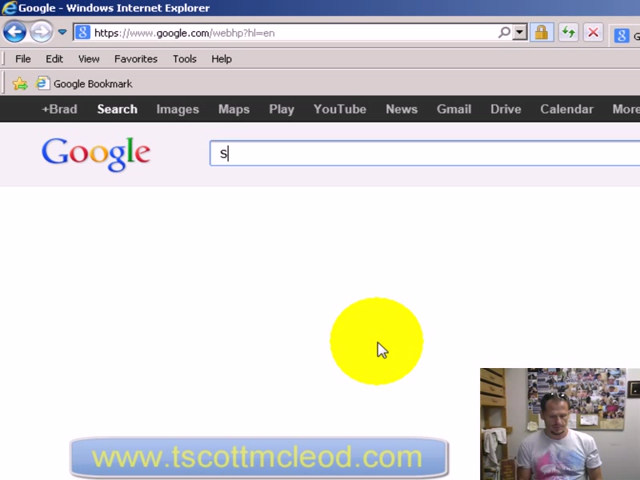 Google - Windows Internet Explorer
https://www.google.com/webhp?hl=en
File Edit View Favorites Tools Help
Google Bookmark
+Brad Search Images Maps Play YouTube News Gmail Drive Calendar More
Google
s
www.tscottmcleod.com